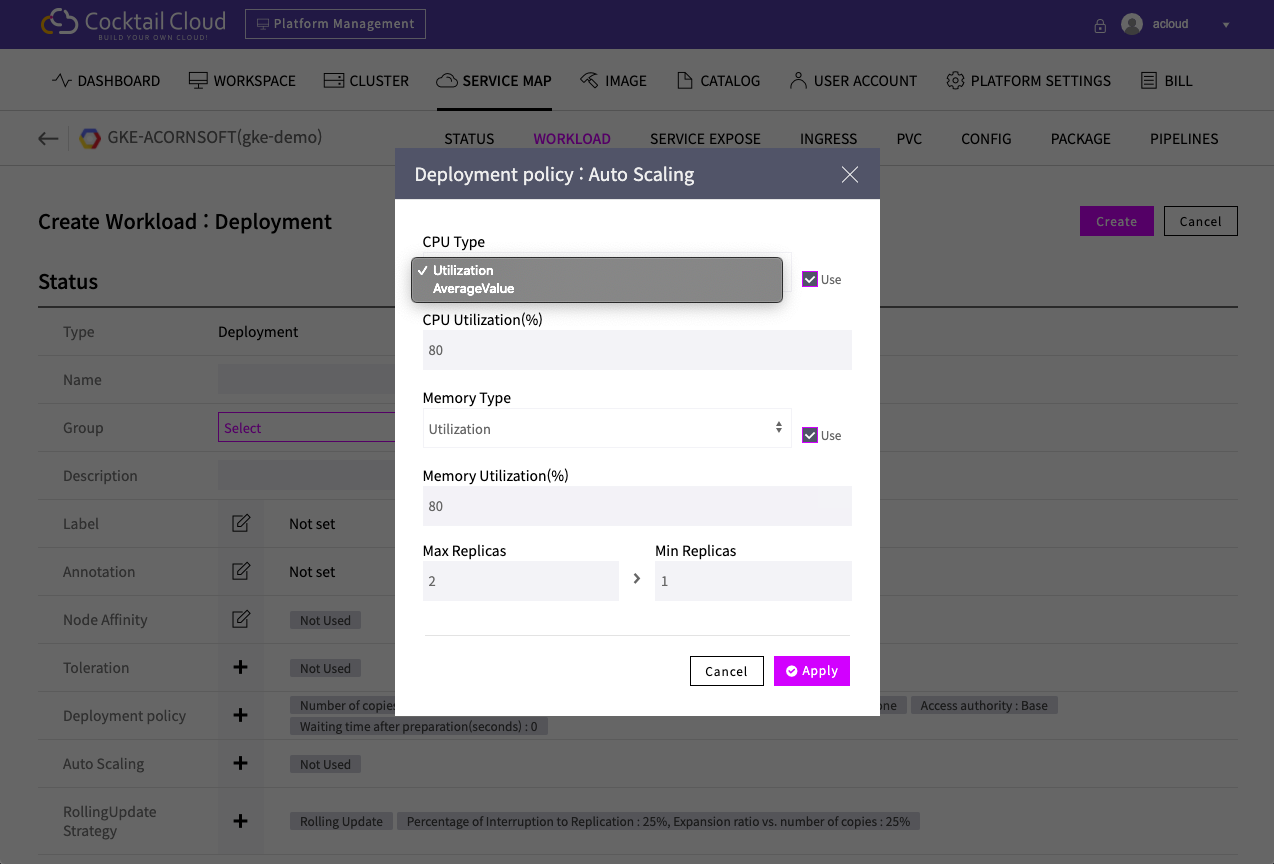 Cocktail Cloud
BUILD YOUR OWN CLOUD!
Platform Management
acloud
DASHBOARD WORKSPACE CLUSTER SERVICE MAP IMAGE CATALOG USER ACCOUNT PLATFORM SETTINGS BILL
GKE-ACORNSOFT(gke-demo)
STATUS WORKLOAD SERVICE EXPOSE INGRESS PVC CONFIG PACKAGE PIPELINES
Deployment policy : Auto Scaling
Create Workload : Deployment
Create
Cancel
Status
CPU Type
✓ Utilization
AverageValue
Use
CPU Utilization(%)
80
Memory Type
Utilization
Use
Memory Utilization(%)
80
Max Replicas
2
>
Min Replicas
1
Cancel
Apply
Type Deployment
Name
Group Select
Description
Label Not set
Annotation Not set
Node Affinity Not Used
Toleration Not Used
Deployment policy Number of copies
Access authority : Base
Waiting time after preparation(seconds) : 0
Auto Scaling Not Used
RollingUpdate
Strategy
Rolling Update Percentage of Interruption to Replication : 25%, Expansion ratio vs. number of copies : 25%